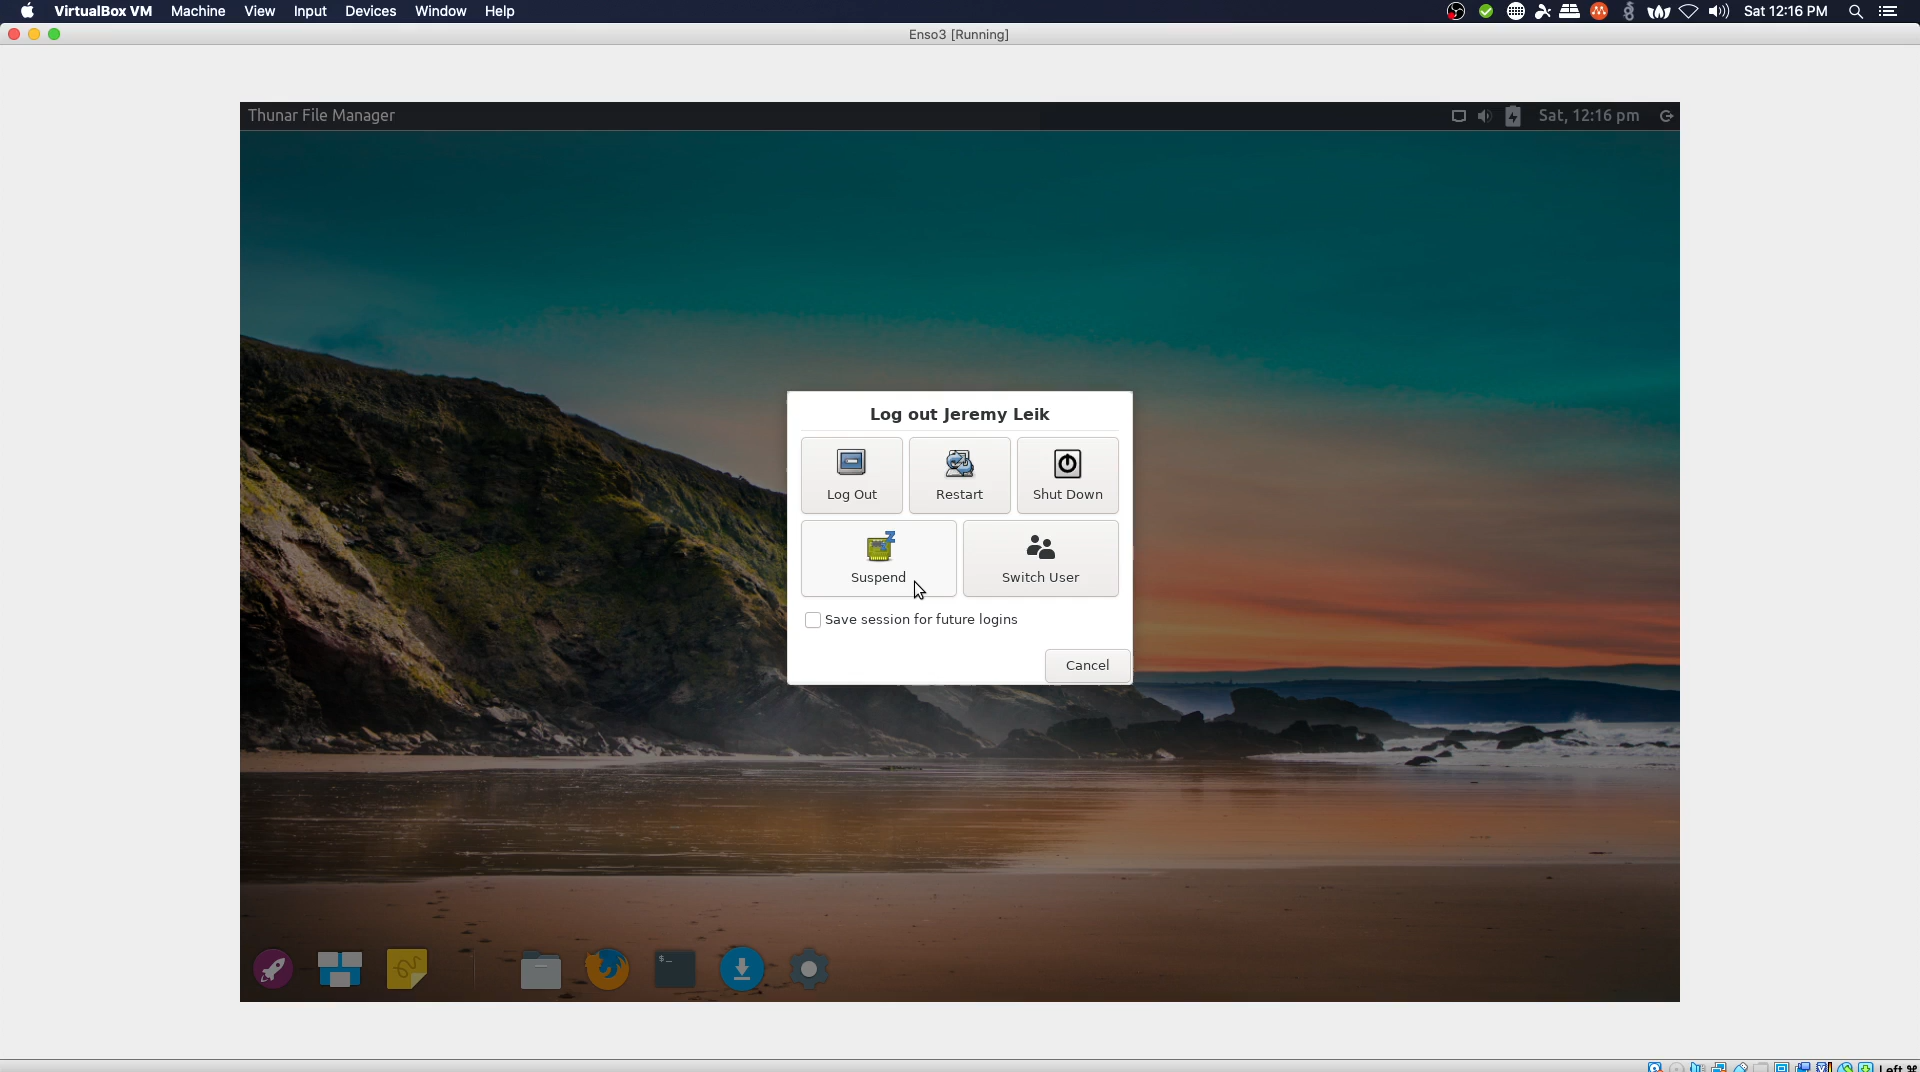 VirtualBox VM Machine View Input Devices Window Help Sat 12:16 PM
Enso3 [Running]
Thunar File Manager Sat, 12:16 pm
Log out Jeremy Leik
Log Out Restart Shut Down
Suspend Switch User
Save session for future logins
Cancel
$_
Left ⌘